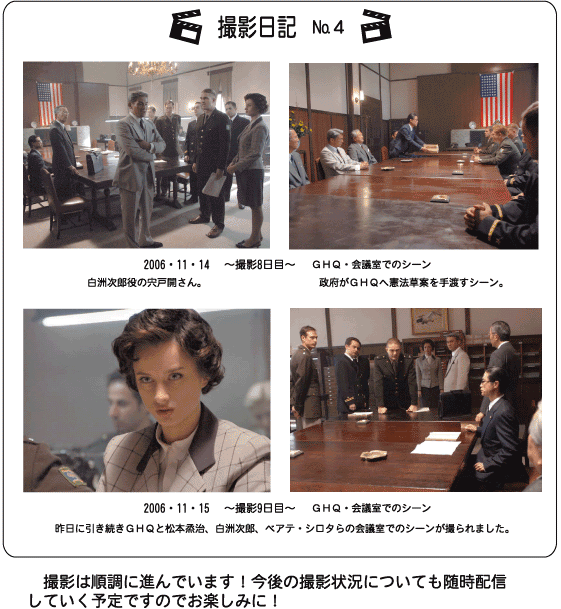 撮影日記 No.4
2006・11・14 ～撮影8日目～ GHQ・会議室でのシーン
白洲次郎役の宍戸開さん。
政府がGHQへ憲法草案を手渡すシーン。
2006・11・15 ～撮影9日目～ GHQ・会議室でのシーン
昨日に引き続きGHQと松本烝治、白洲次郎、ベアテ・シロタらの会議室でのシーンが撮られました。
撮影は順調に進んでいます！今後の撮影状況についても随時配信
していく予定ですのでお楽しみに！